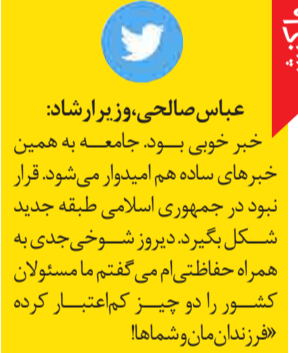 عباس صالحی،وزیر ارشاد:
خبر خوبی بود. جامعه به همین
خبرهای ساده هم امیدوار می‌شود. قرار
نبود در جمهوری اسلامی طبقه جدید
شکل بگیرد. دیروز شوخی جدی به
همراه حفاظتی‌ام می‌گفتم ما مسئولان
کشور را دو چیز کم‌اعتبار کرده
«فرزندان‌مان وشماها!